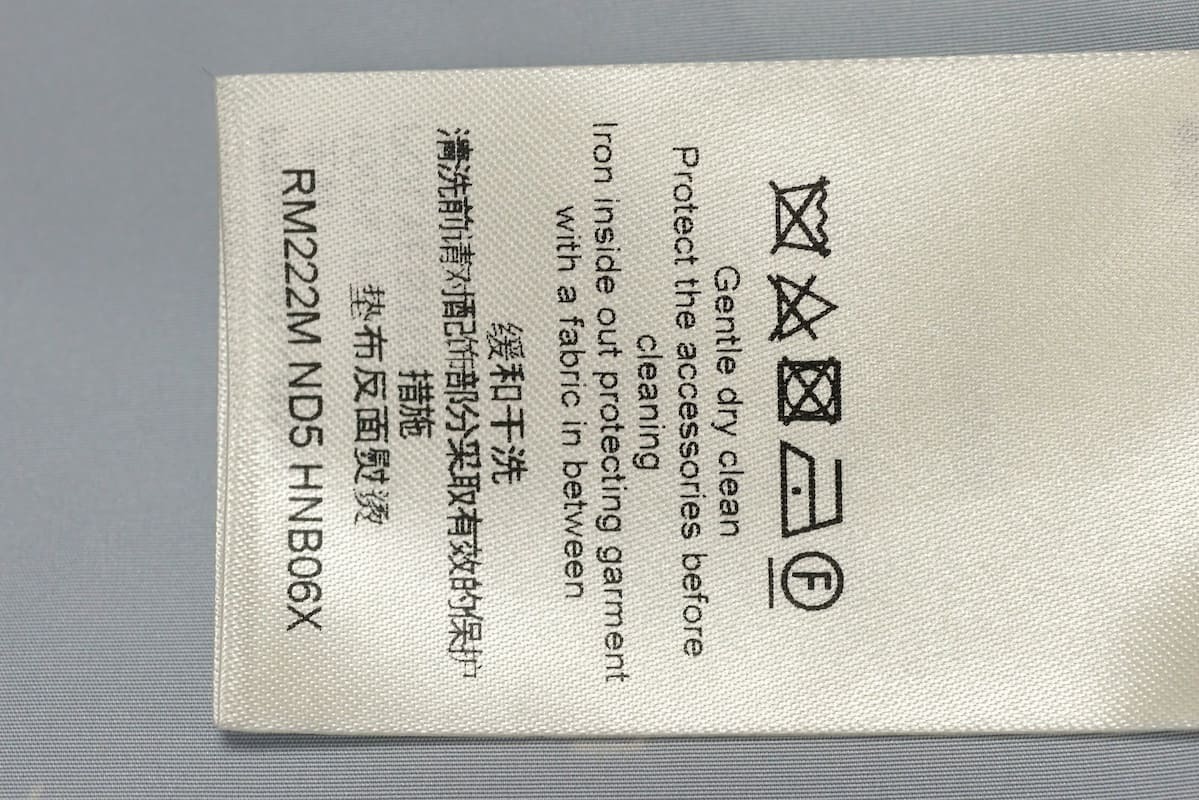 F
Gentle dry clean
Protect the accessories before
cleaning
Iron inside out protecting garment
with a fabric in between
缓和干洗
清洗前请对配饰部分采取有效的保护
措施
垫布反面熨烫
RM222M ND5 HNB06X